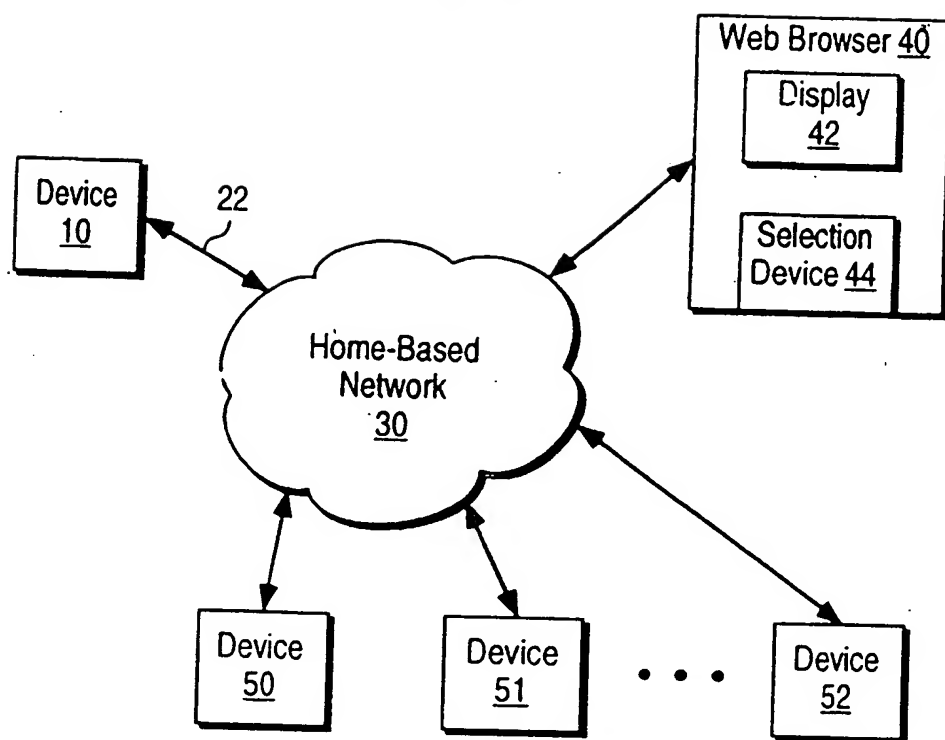 Web Browser 40
Display
42
Selection
Device 44
Device
10
22
Home-Based
Network
30
Device
50
Device
51
Device
52